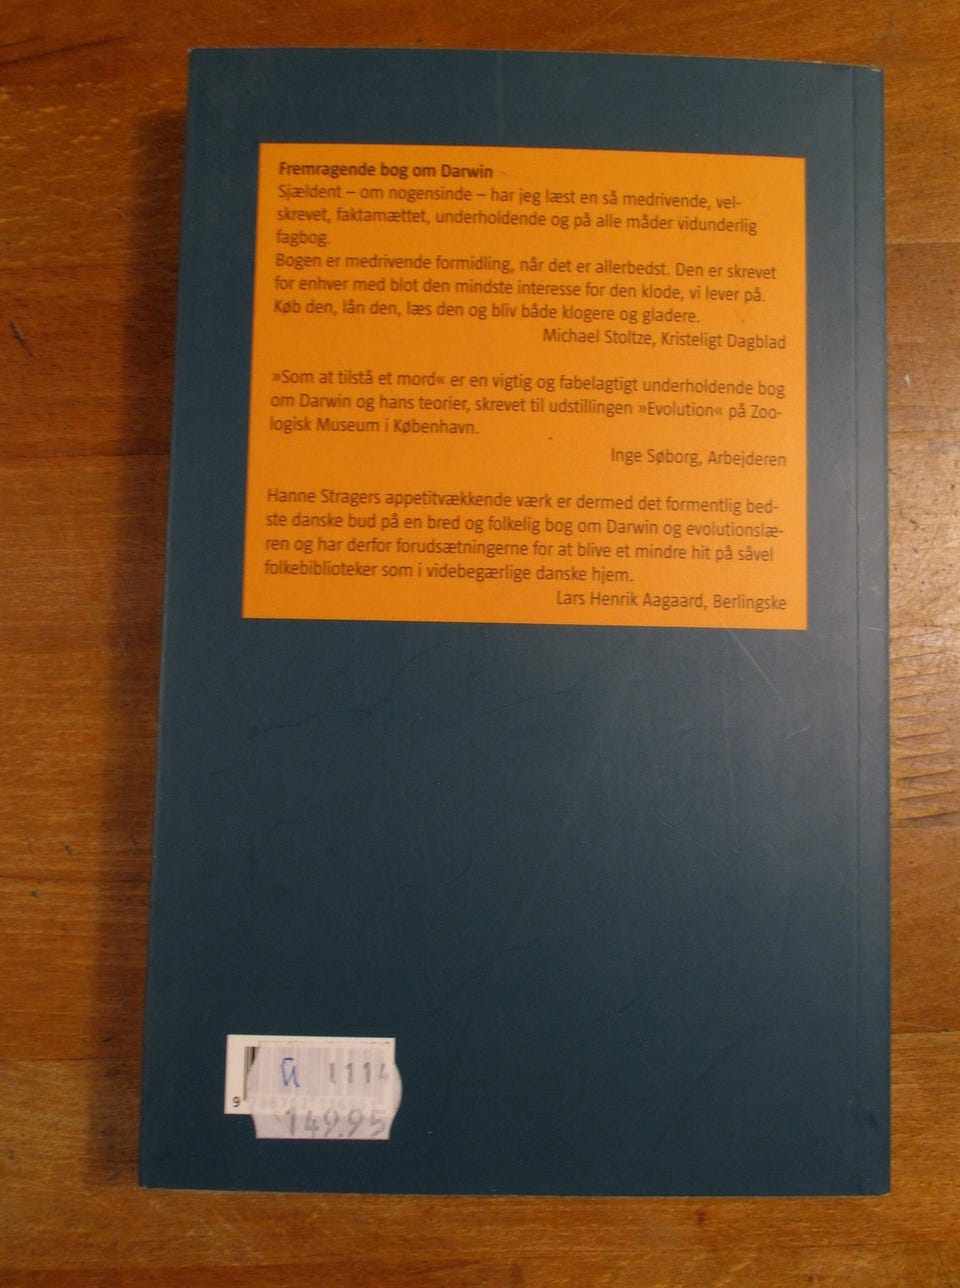 Fremragende bog om Darwin
Sjældent – om nogensinde – har jeg læst en så medrivende, vel-
skrevet, faktamættet, underholdende og på alle måder vidunderlig
fagbog.
Bogen er medrivende formidling, når det er allerbedst. Den er skrevet
for enhver med blot den mindste interesse for den klode, vi lever på.
Køb den, lån den, læs den og bliv både klogere og gladere.
Michael Stoltze, Kristeligt Dagblad
»Som at tilstå et mord« er en vigtig og fabelagtigt underholdende bog
om Darwin og hans teorier, skrevet til udstillingen »Evolution« på Zoo-
logisk Museum i København.
Inge Søborg, Arbejderen
Hanne Stragers appetitvækkende værk er dermed det formentlig bed-
ste danske bud på en bred og folkelig bog om Darwin og evolutionslæ-
ren og har derfor forudsætningerne for at blive et mindre hit på såvel
folkebiblioteker som i videbegærlige danske hjem.
Lars Henrik Aagaard, Berlingske
1114
9
149.95